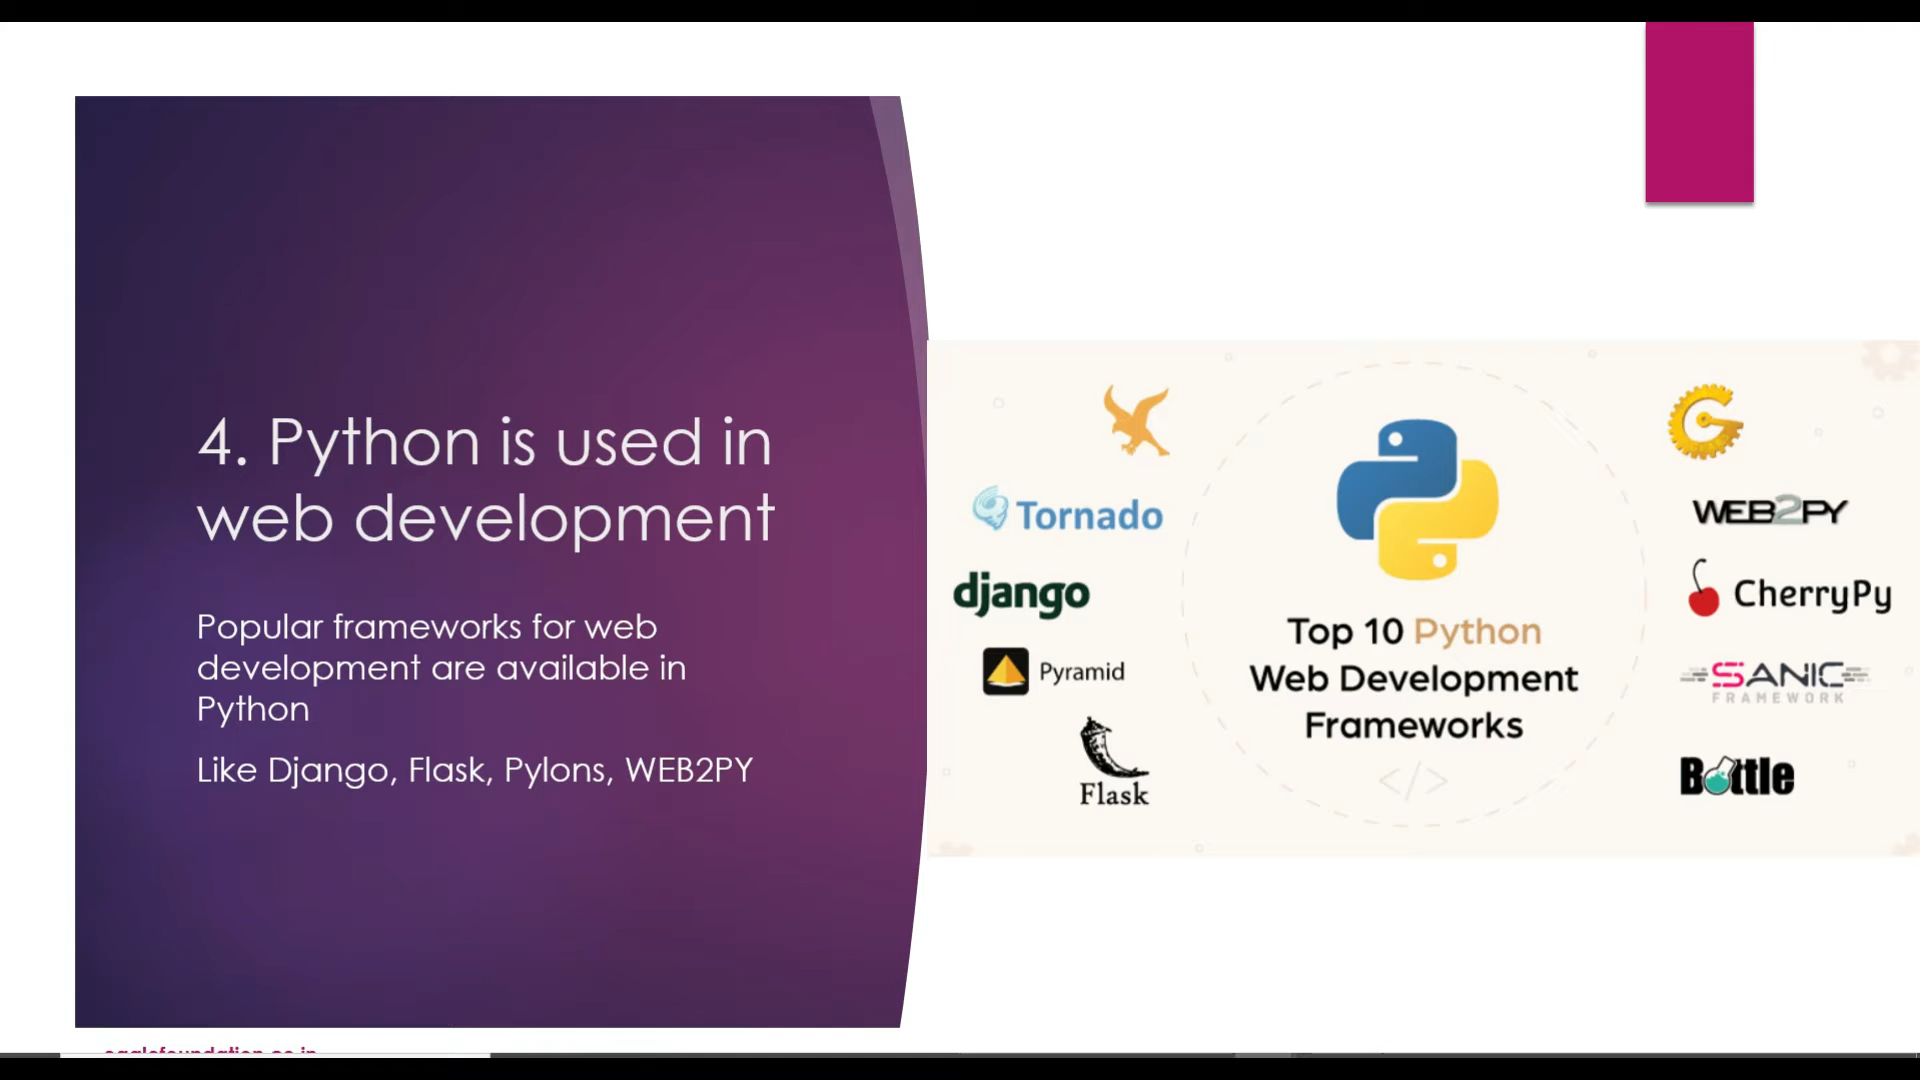 4. Python is used in
web development
Popular frameworks for web
development are available in
Python
Like Django, Flask, Pylons, WEB2PY
Tornado
django
Pyramid
Flask
Top 10 Python
Web Development
Frameworks
</>
WEB2PY
CherryPy
SANIC
FRAMEWORK
Bottle